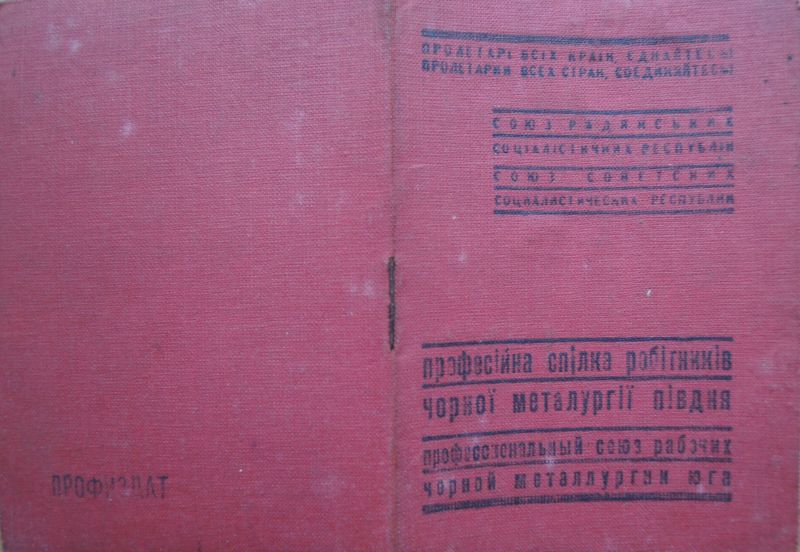 ПРОЛЕТАРІ ВСІХ КРАЇН, ЄДНАЙТЕСЬ!
ПРОЛЕТАРИИ ВСЕХ СТРАН, СОЕДИНЯЙТЕСЬ!
СОЮЗ РАДЯНСЬКИХ
СОЦІАЛІСТИЧНИХ РЕСПУБЛІК
СОЮЗ СОВЕТСКИХ
СОЦИАЛИСТИЧЕСКИХ РЕСПУБЛИК
професійна спілка робітників
чорної металургії півдня
профессиональный союз рабочих
черной металлургии юга
ПРОФИЗДАТ